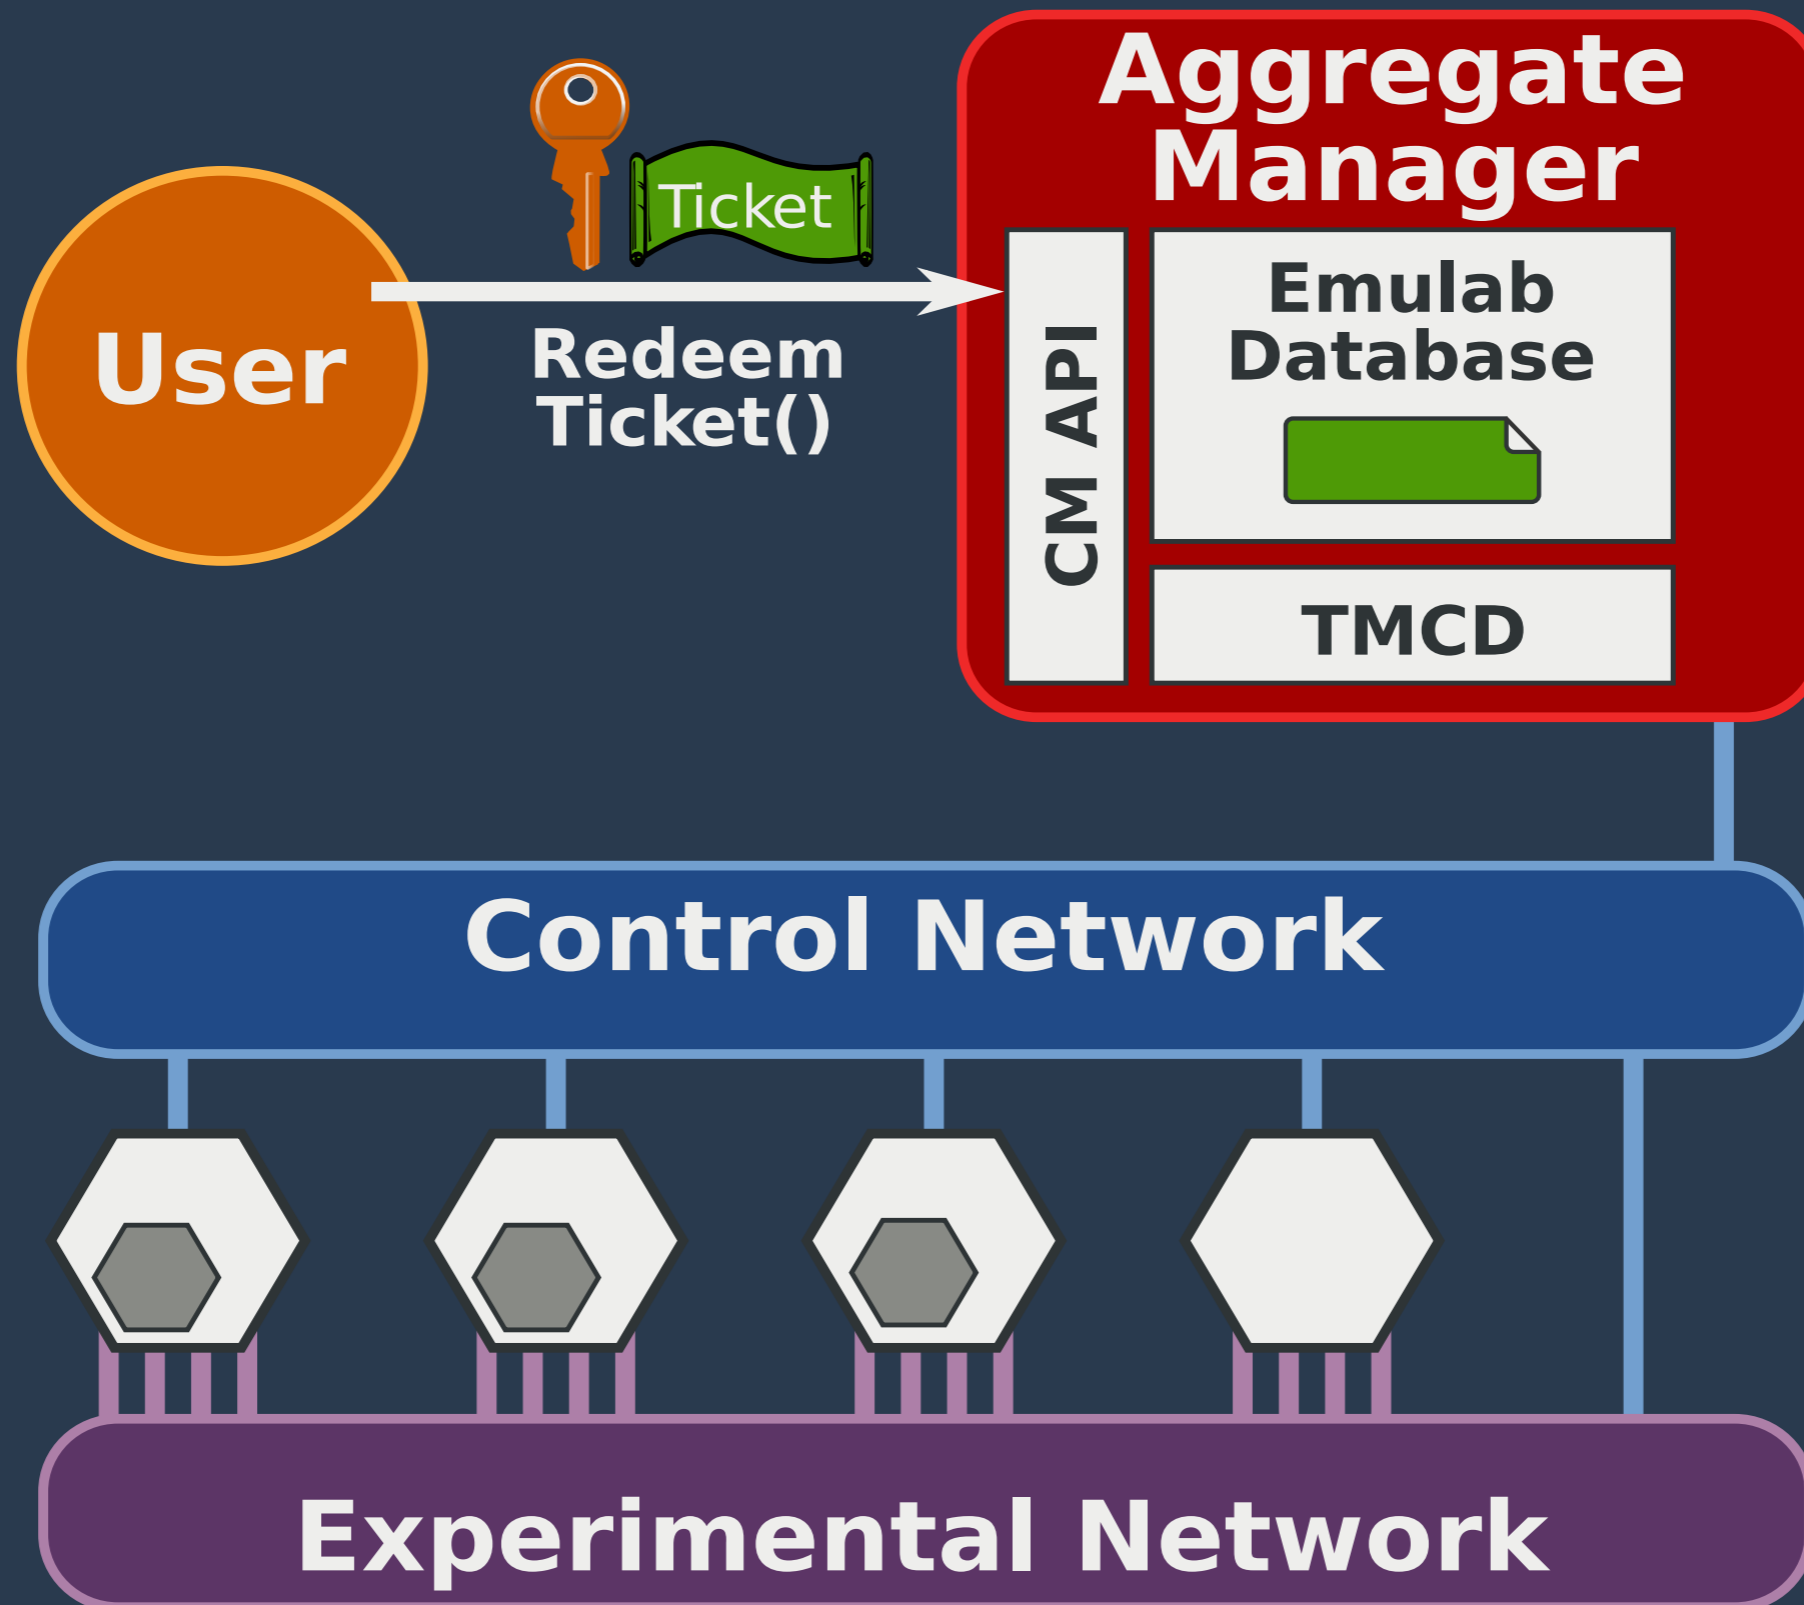 Aggregate
Manager
Ticket
User
Redeem
Ticket()
CM API
Emulab
Database
TMCD
Control Network
Experimental Network